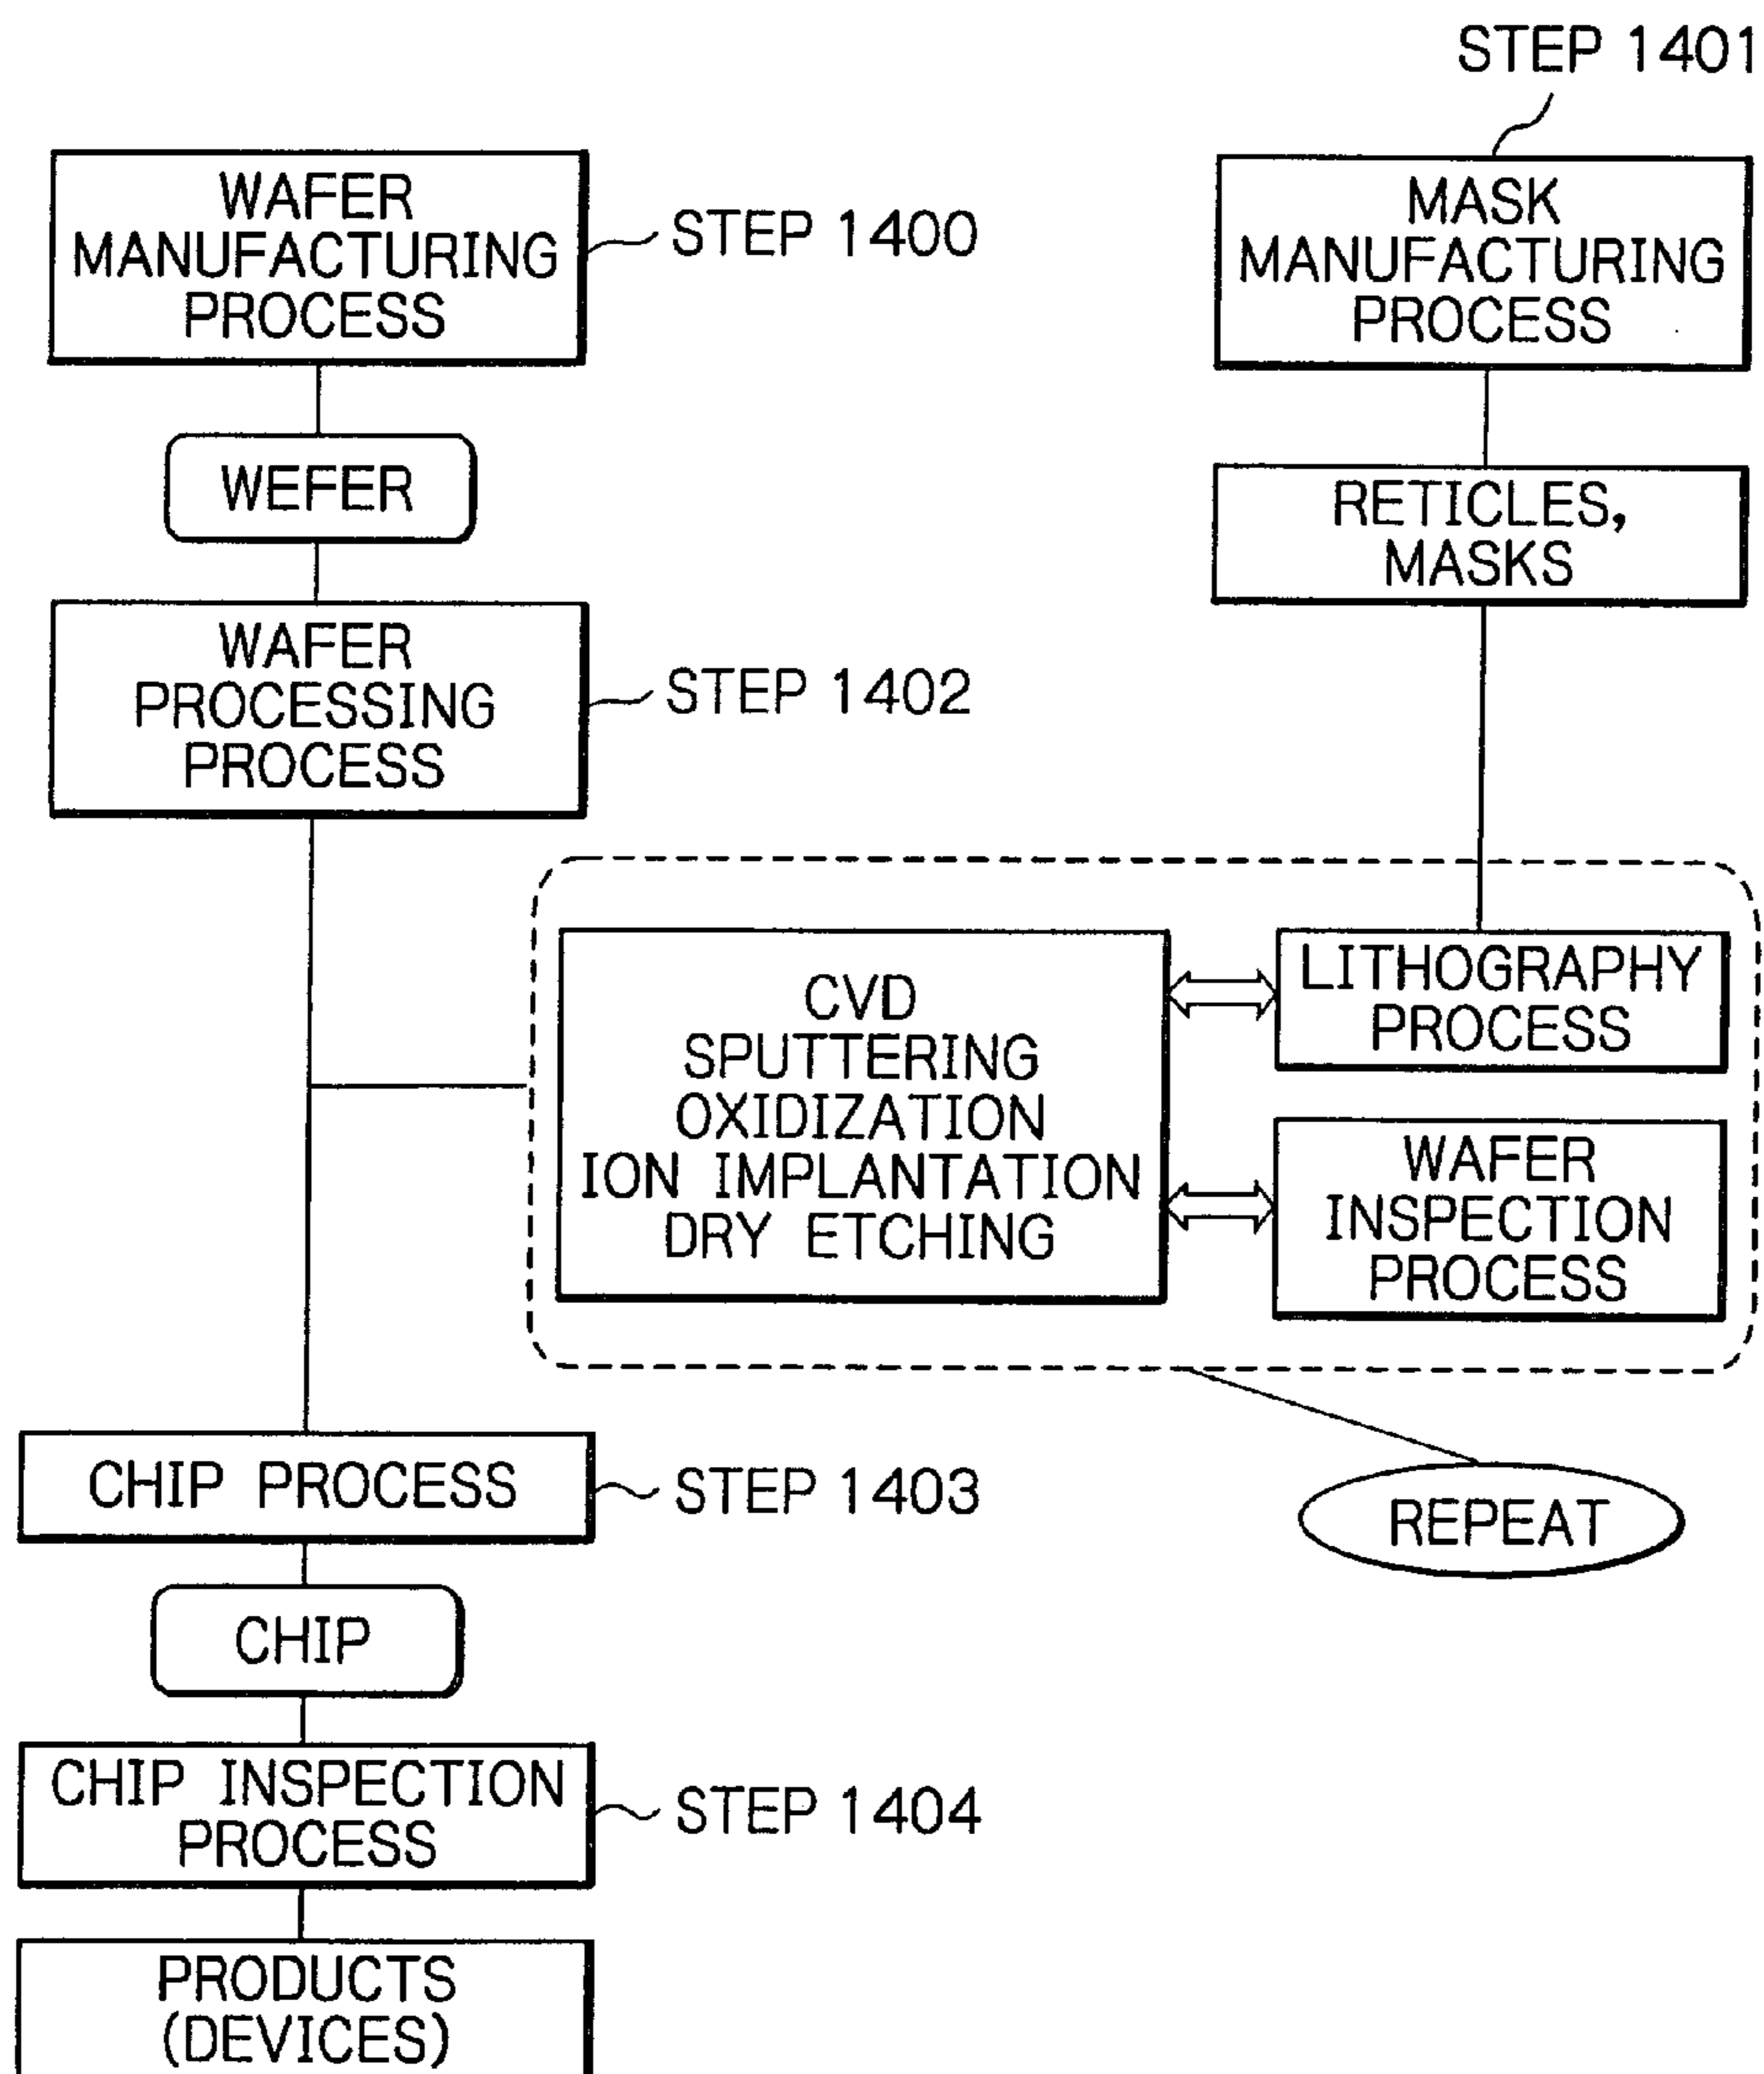 STEP 1401
WAFER
MANUFACTURING
PROCESS
STEP 1400
MASK
MANUFACTURING
PROCESS
WEFER
RETICLES,
MASKS
WAFER
PROCESSING
PROCESS
STEP 1402
CVD
SPUTTERING
OXIDIZATION
ION IMPLANTATION
DRY ETCHING
LITHOGRAPHY
PROCESS
WAFER
INSPECTION
PROCESS
CHIP PROCESS
STEP 1403
REPEAT
CHIP
CHIP INSPECTION
PROCESS
STEP 1404
PRODUCTS
(DEVICES)